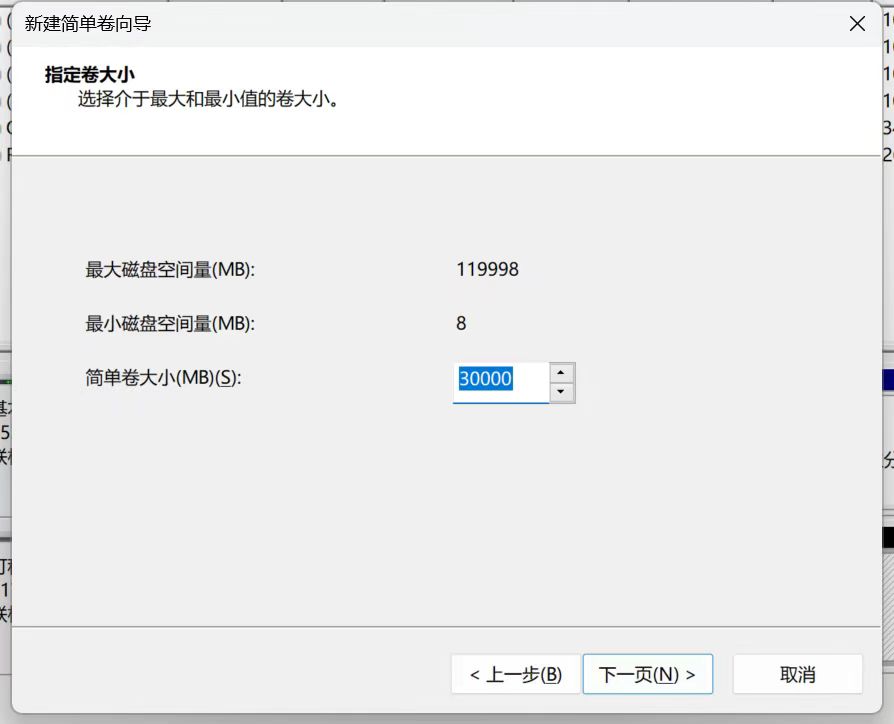 新建简单卷向导
指定卷大小
选择介于最大和最小值的卷大小。
最大磁盘空间量(MB): 119998
最小磁盘空间量(MB): 8
简单卷大小(MB)(S): 30000
< 上一步(B) 下一页(N) > 取消